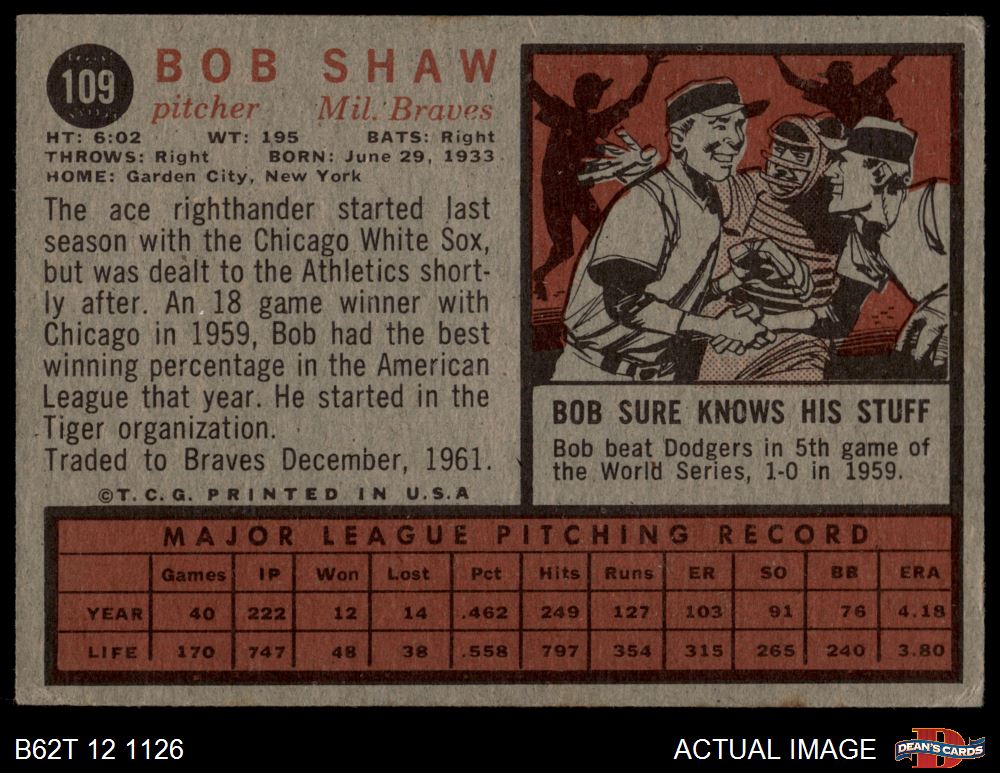 109
BOB SHAW
pitcher Mil. Braves
HT: 6:02 WT: 195 BATS: Right
THROWS: Right BORN: June 29, 1933
HOME: Garden City, New York
The ace righthander started last
season with the Chicago White Sox,
but was dealt to the Athletics short-
ly after. An 18 game winner with
Chicago in 1959, Bob had the best
winning percentage in the American
League that year. He started in the
Tiger organization.
Traded to Braves December, 1961.
©T.C.G. PRINTED IN U.S.A
BOB SURE KNOWS HIS STUFF
Bob beat Dodgers in 5th game of
the World Series, 1-0 in 1959.
MAJOR LEAGUE PITCHING RECORD
Games IP Won Lost Pct Hits Runs ER SO BB ERA
YEAR 40 222 12 14 .462 249 127 103 91 76 4.18
LIFE 170 747 48 38 .558 797 354 315 265 240 3.80
B62T 12 1126
ACTUAL IMAGE
D
DEAN'S CARDS